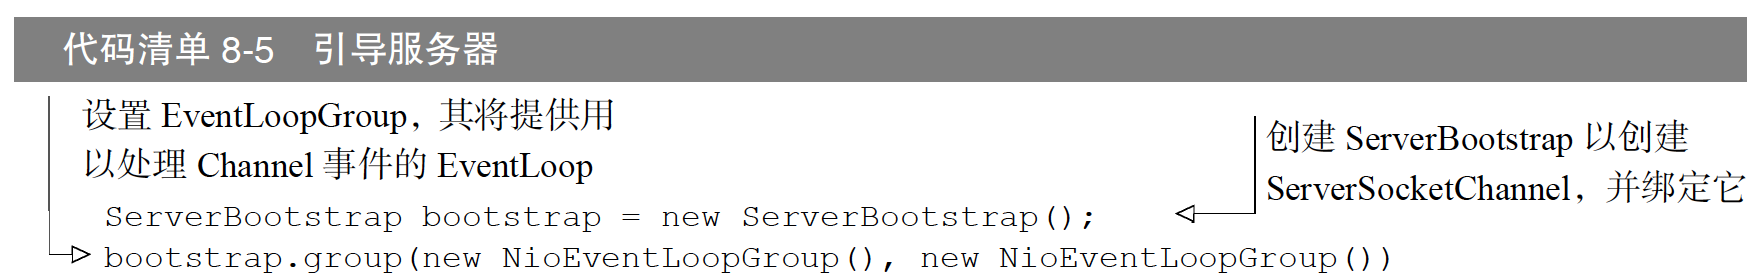 代码清单 8-5　引导服务器
设置 EventLoopGroup，其将提供用
以处理 Channel 事件的 EventLoop
创建 ServerBootstrap 以创建
ServerSocketChannel，并绑定它
ServerBootstrap bootstrap = new ServerBootstrap();
bootstrap.group(new NioEventLoopGroup(), new NioEventLoopGroup())